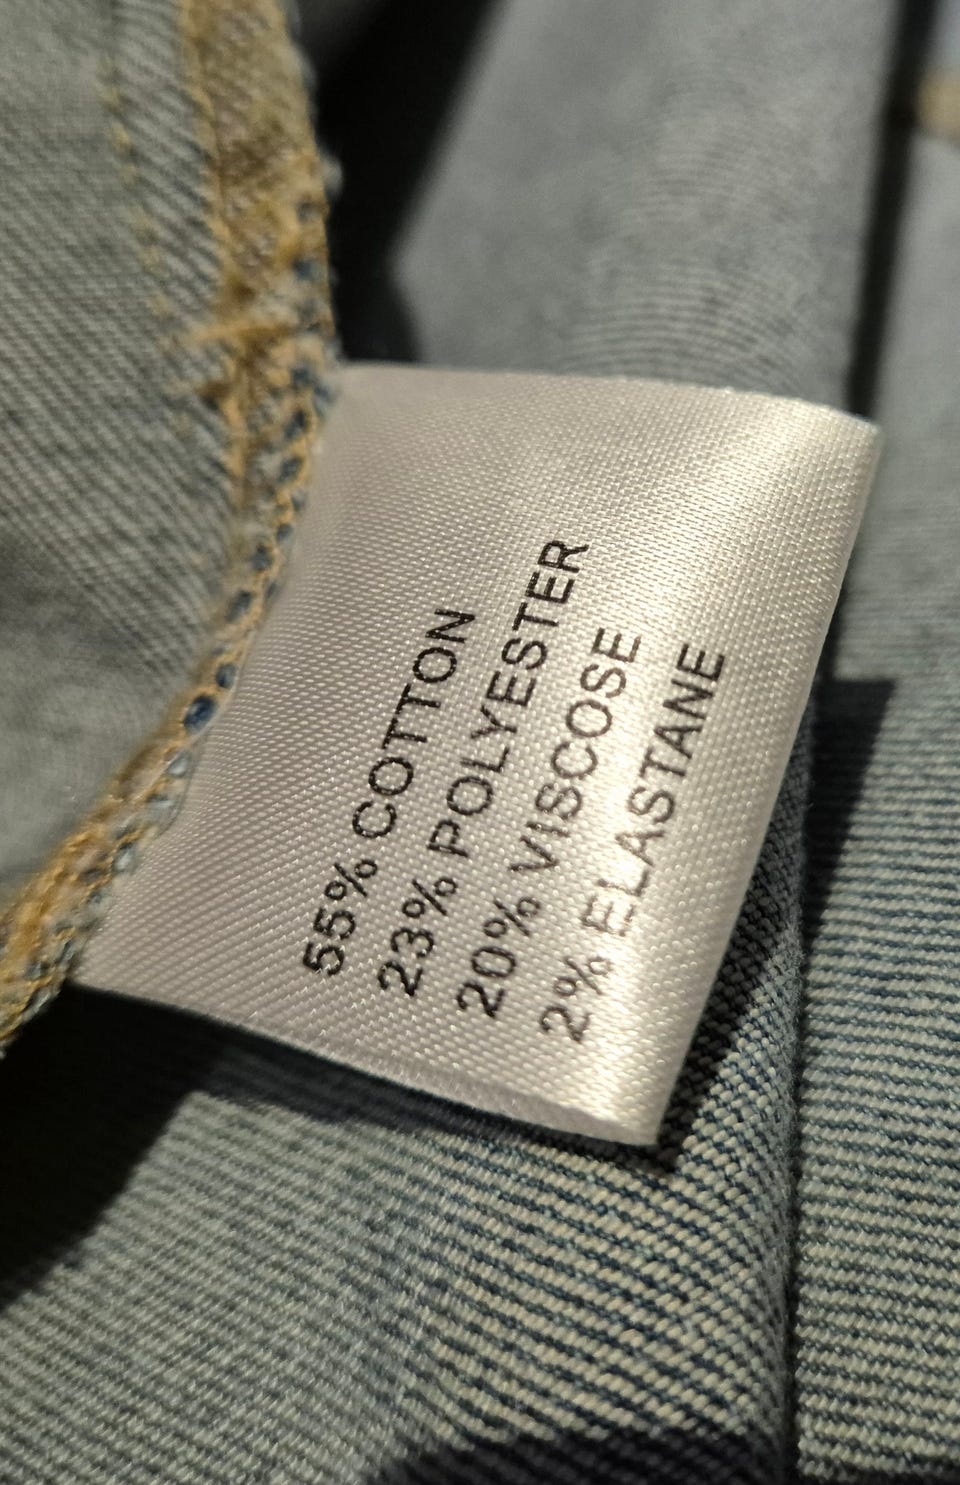 55% COTTON
23% POLYESTER
20% VISCOSE
2% ELASTANE